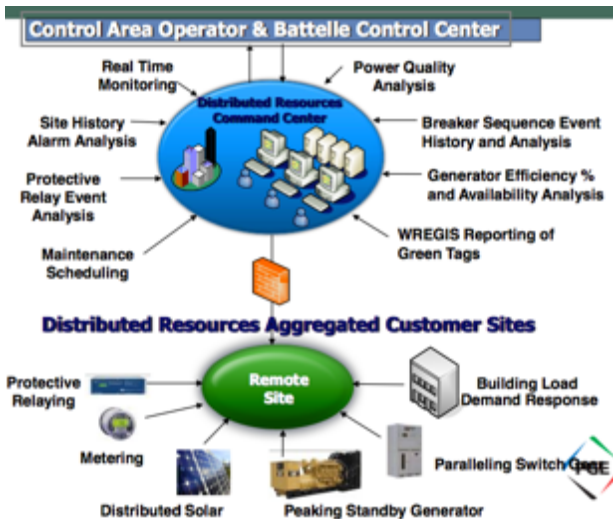 Control Area Operator & Battelle Control Center
Real Time
Monitoring
Power Quality
Analysis
Distributed Resources
Command Center
Site History
Alarm Analysis
Breaker Sequence Event
History and Analysis
Protective
Relay Event
Analysis
Generator Efficiency %
and Availability Analysis
Maintenance
Scheduling
WREGIS Reporting of
Green Tags
Distributed Resources Aggregated Customer Sites
Protective
Relaying
Remote
Site
Building Load
Demand Response
Metering
Paralleling Switch
Distributed Solar
Peaking Standby Generator
PGE